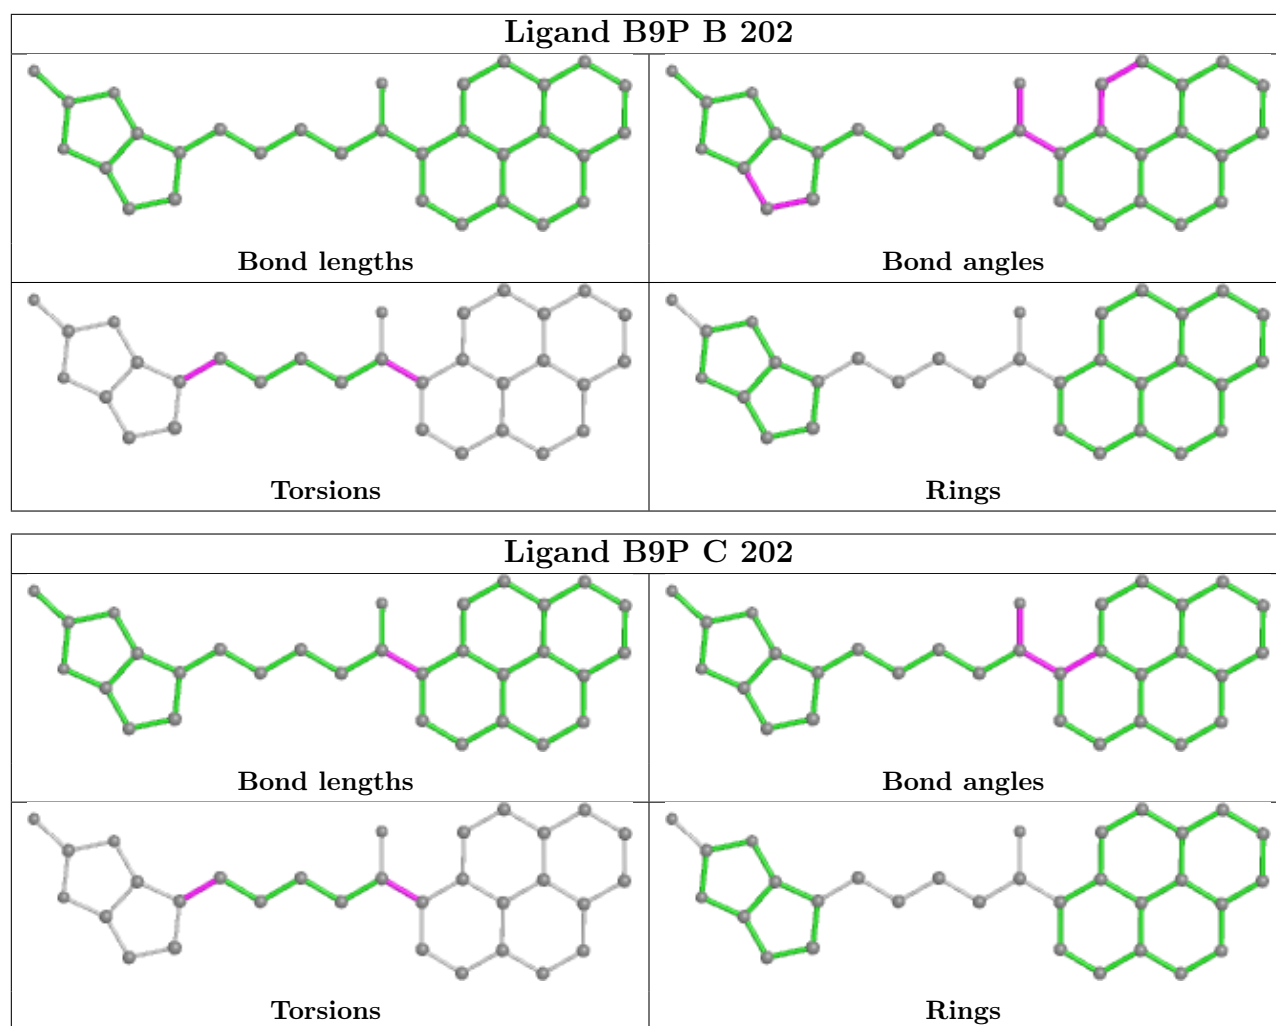 Ligand B9P B 202
Bond lengths
Bond angles
Torsions
Rings
Ligand B9P C 202
Bond lengths
Bond angles
Torsions
Rings